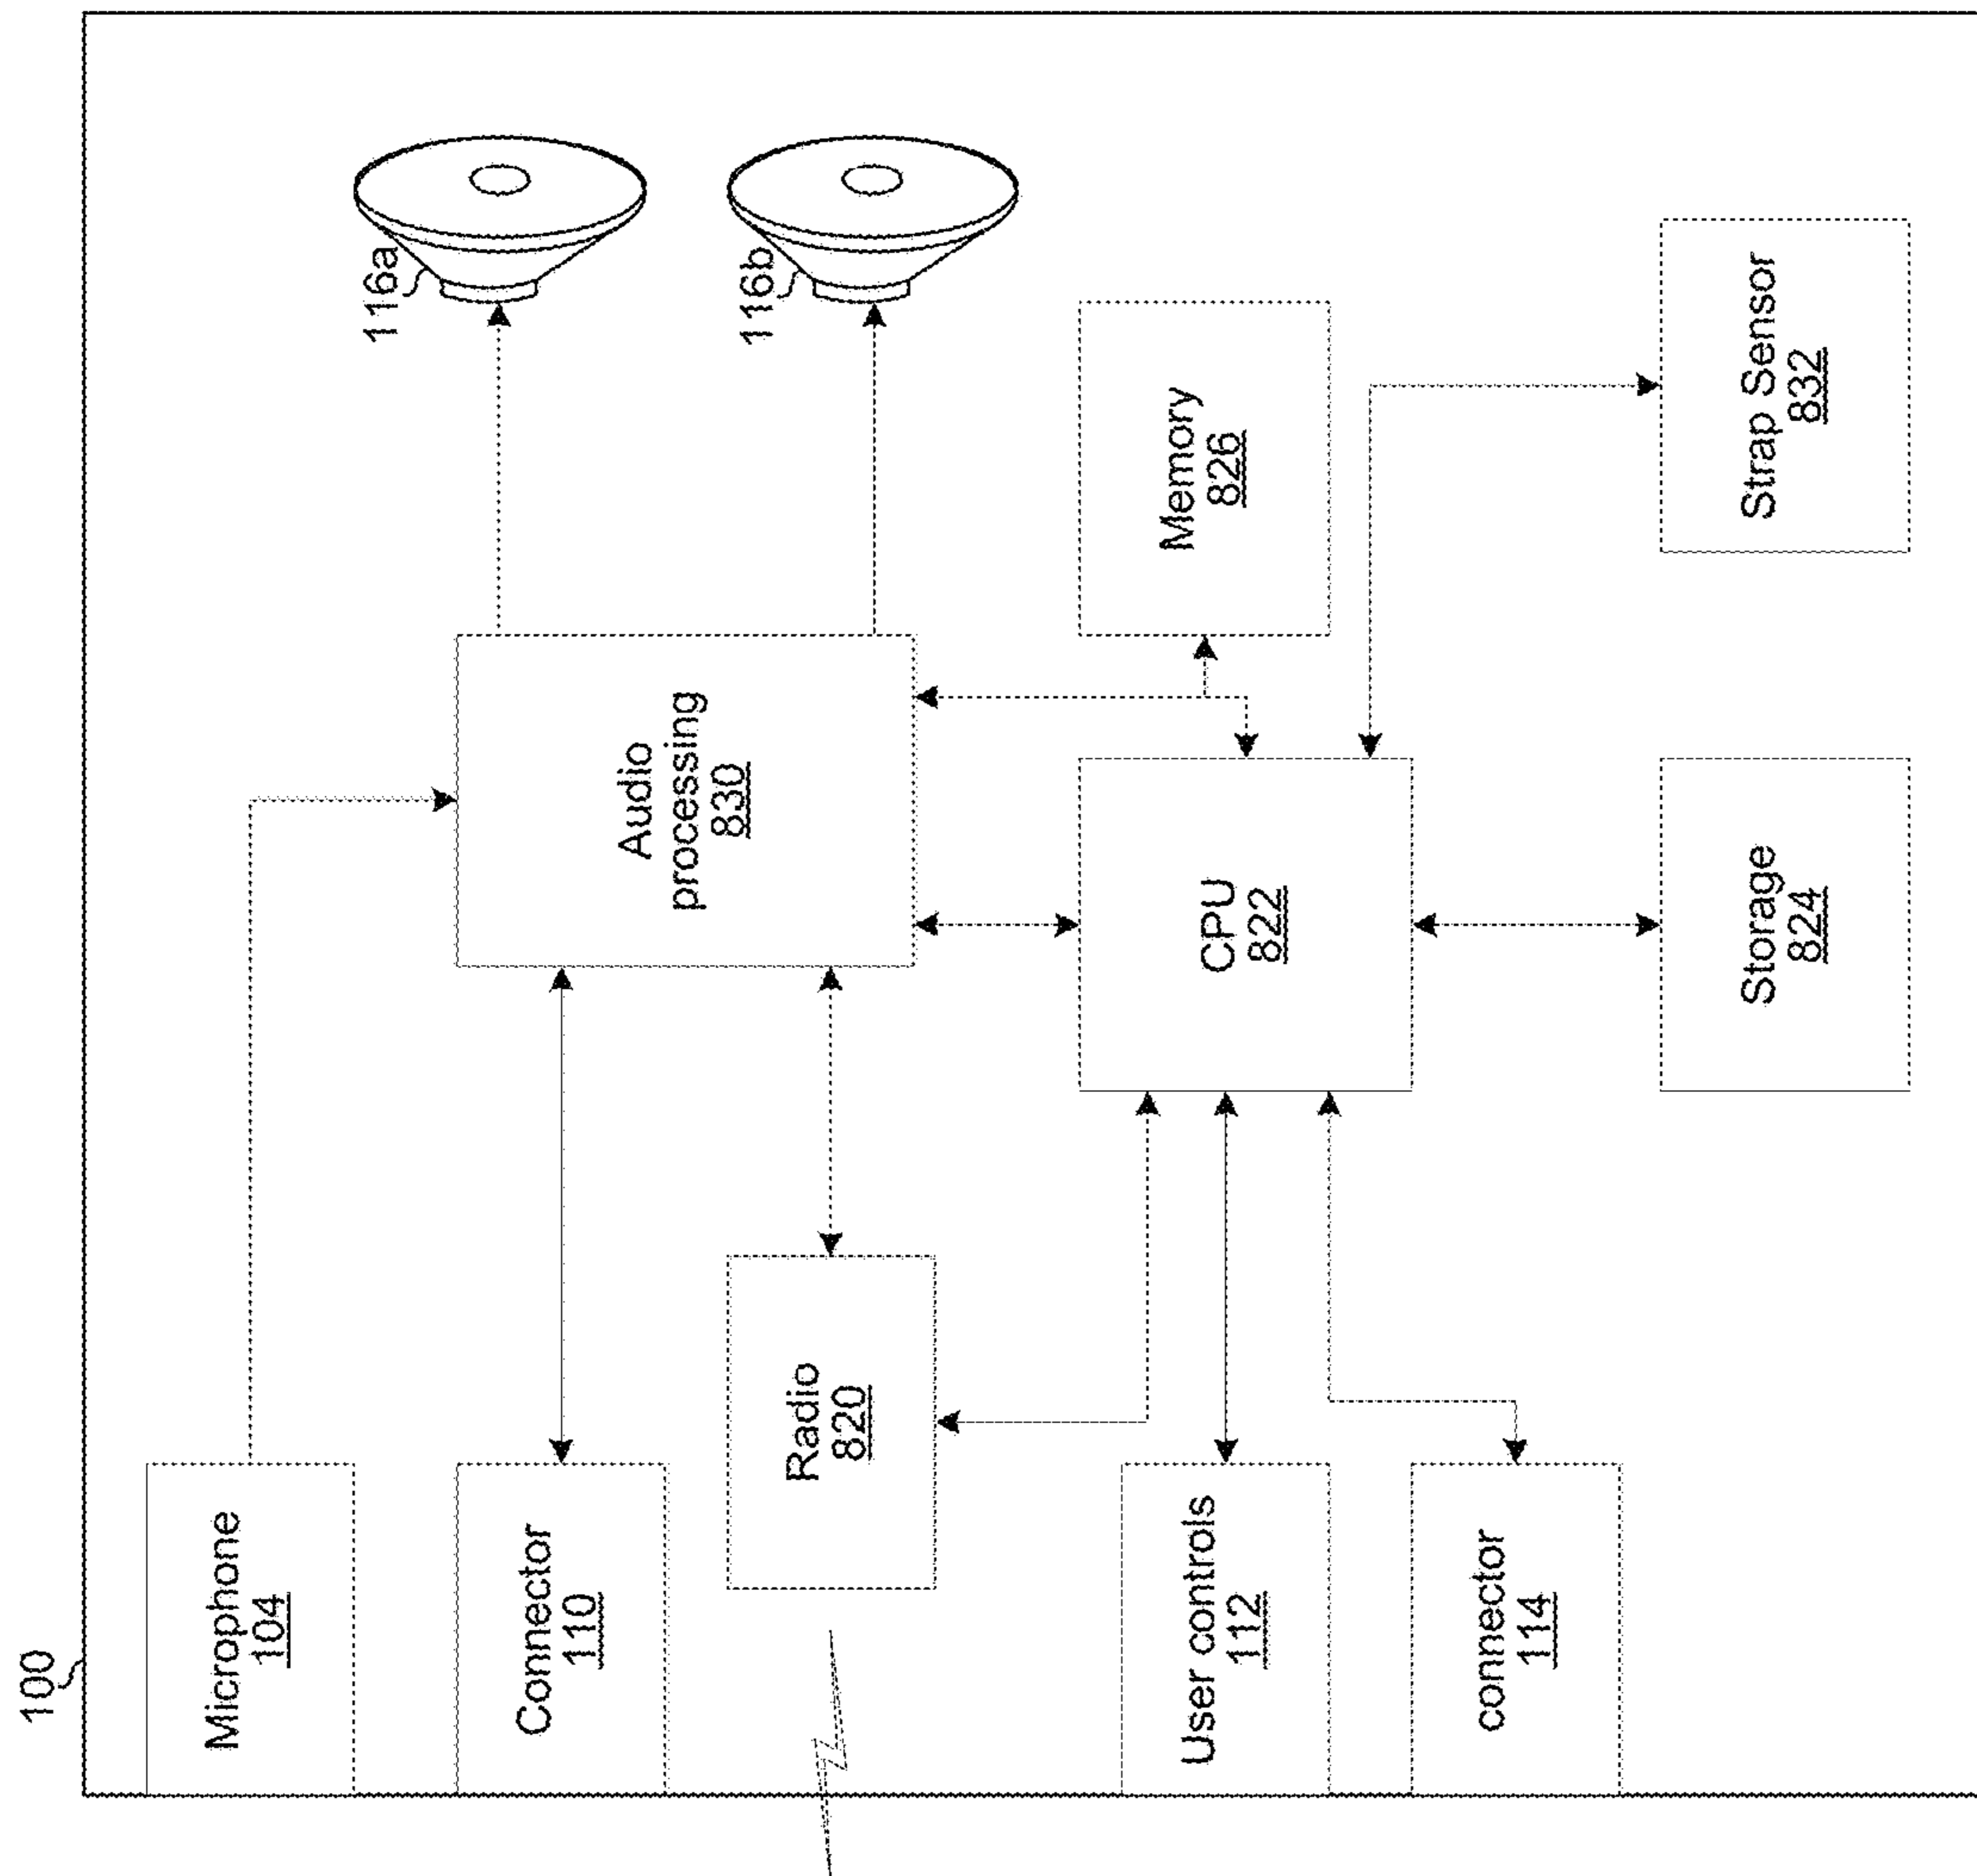 100
Microphone
104
Connector
110
Radio
820
User controls
112
connector
114
Audio
processing
830
CPU
822
Storage
824
116a
116b
Memory
826
Strap Sensor
832